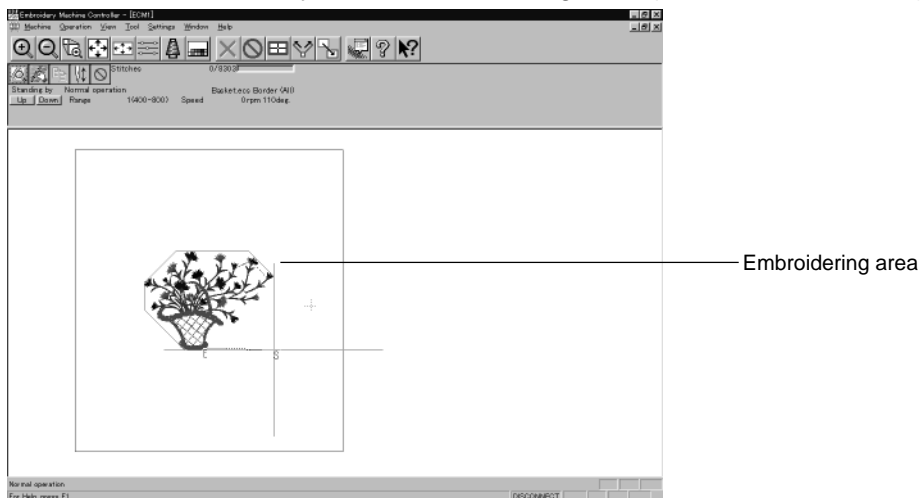 Embroidery Machine Controller - [ECM1]
Machine Operation View Tool Settings Window Help
Stitches 0/8303
Standing by Normal operation Basket.ecs Border (All)
Up Down Range 1(400-800) Speed 0rpm 110deg.
Embroidering area
E S
Normal operation
For Help, press F1 DISCONNECT